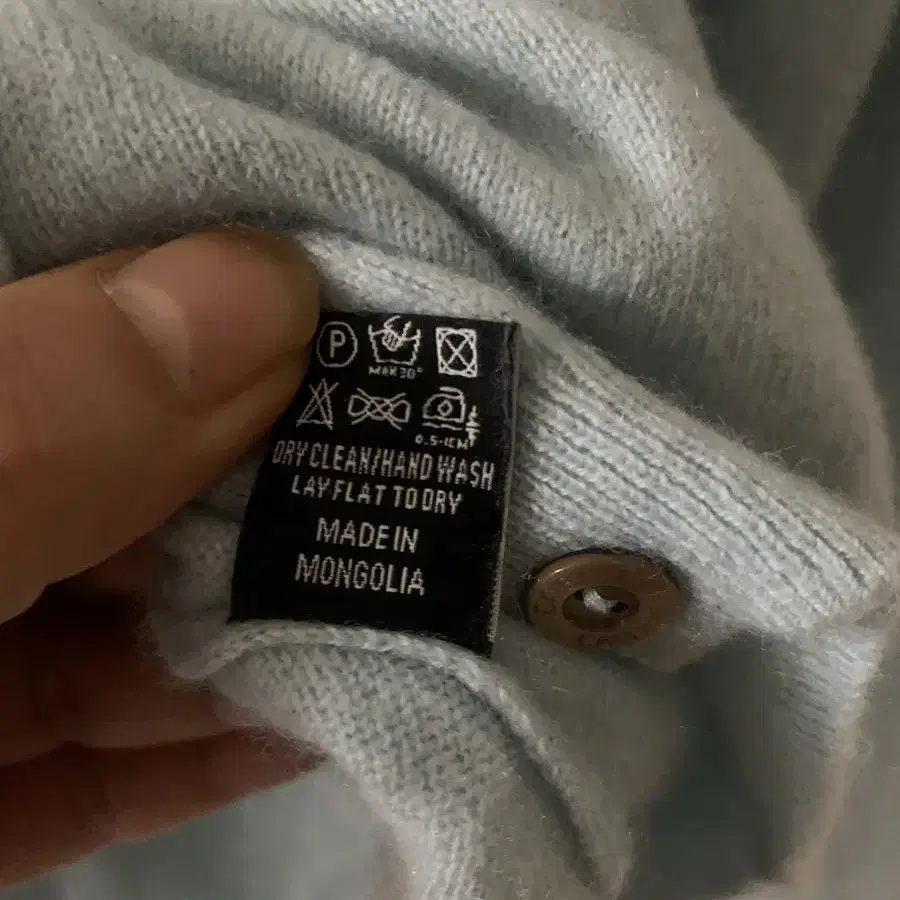 P
MAX 30°
0.5-1CM
DRY CLEAN/HAND WASH
LAY FLAT TO DRY
MADE IN
MONGOLIA